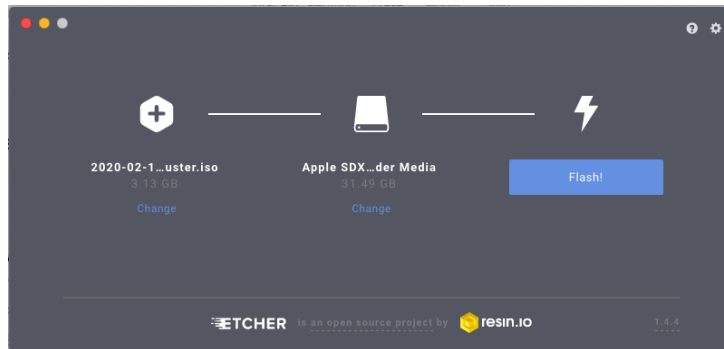 2020-02-1...uster.iso
3.13 GB
Change
Apple SDX...der Media
31.49 GB
Change
Flash!
ETCHER is an open source project by resin.io
1.4.4